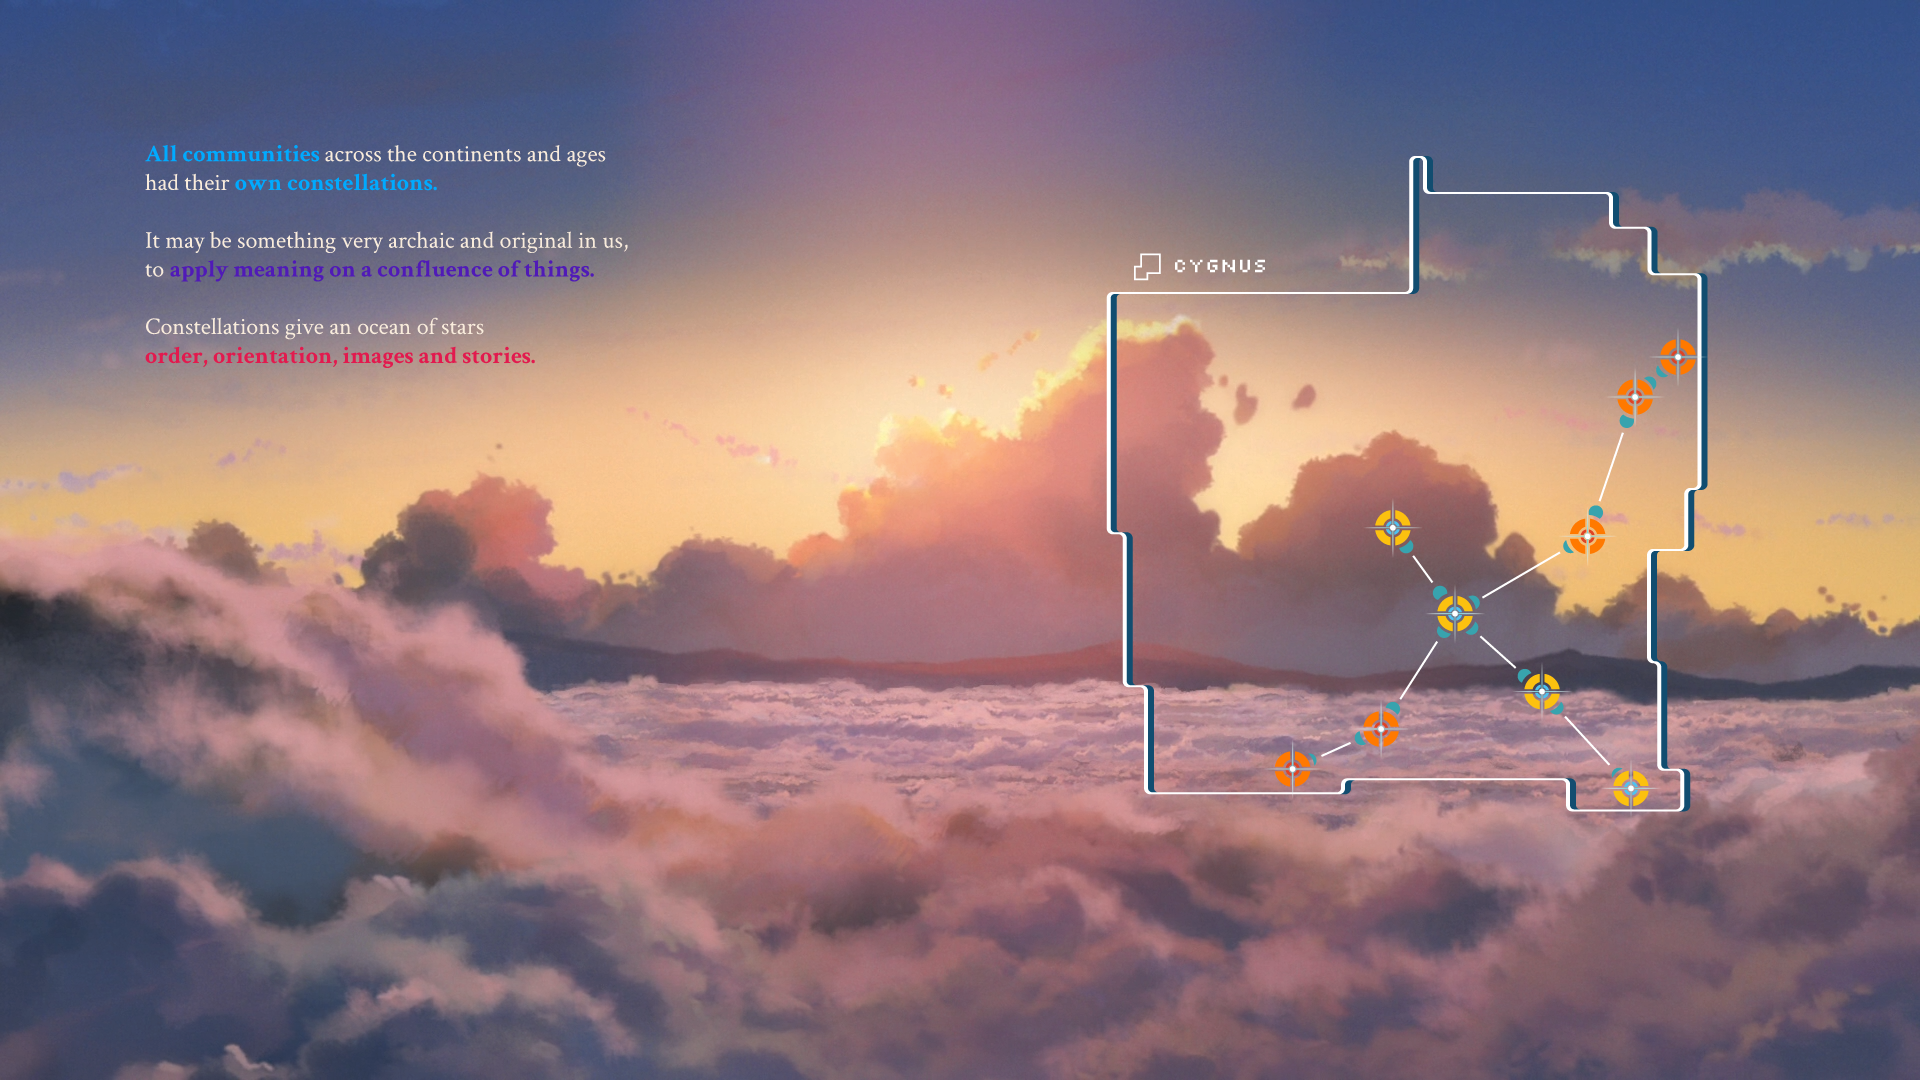 All communities across the continents and ages
had their own constellations.
It may be something very archaic and original in us,
to apply meaning on a confluence of things.
Constellations give an ocean of stars
order, orientation, images and stories.
CYGNUS